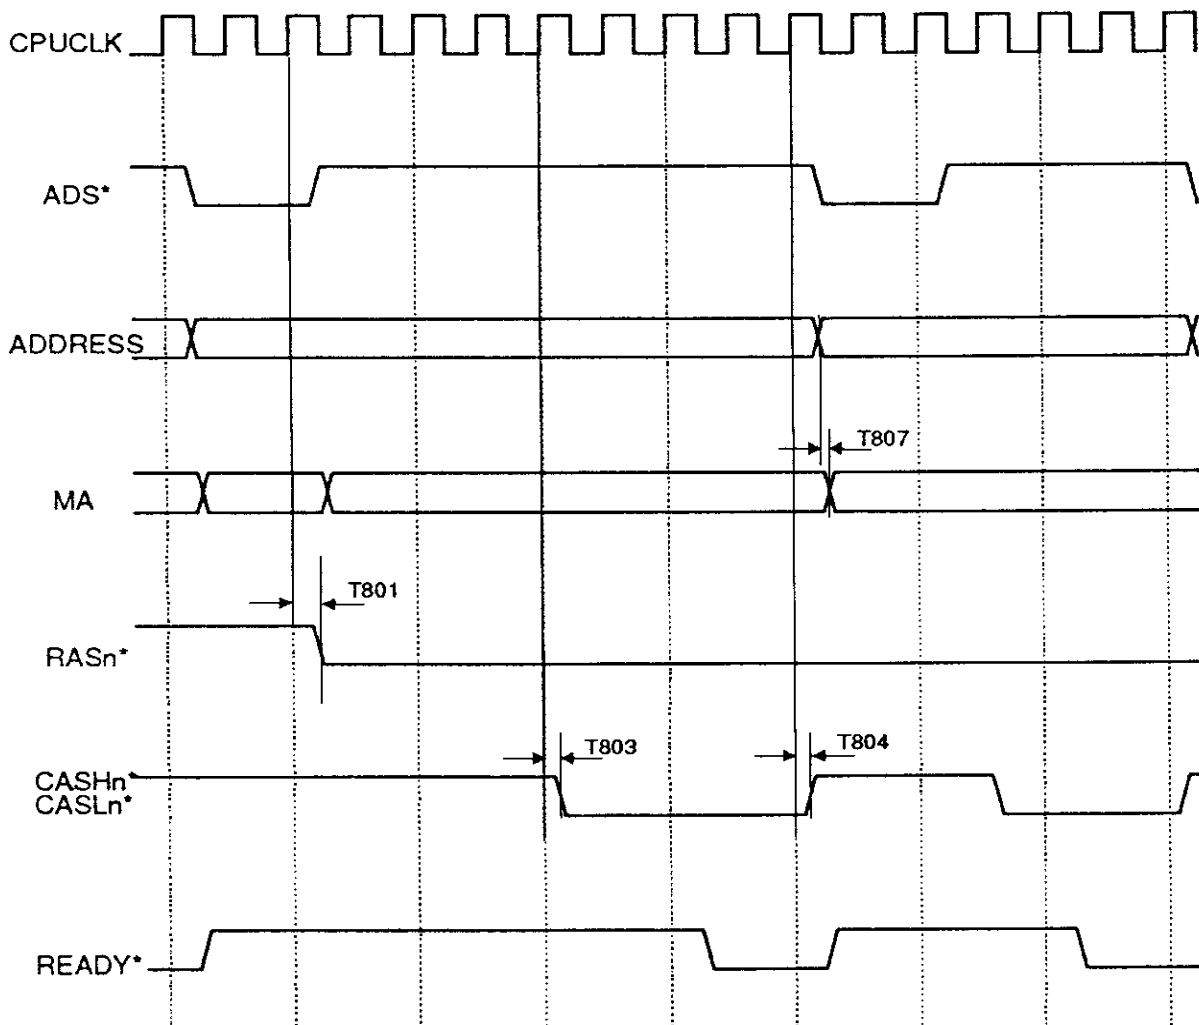 CPUCLK
ADS*
ADDRESS
T807
MA
T801
RASn*
T803
T804
CASHn*
CASLn*
READY*